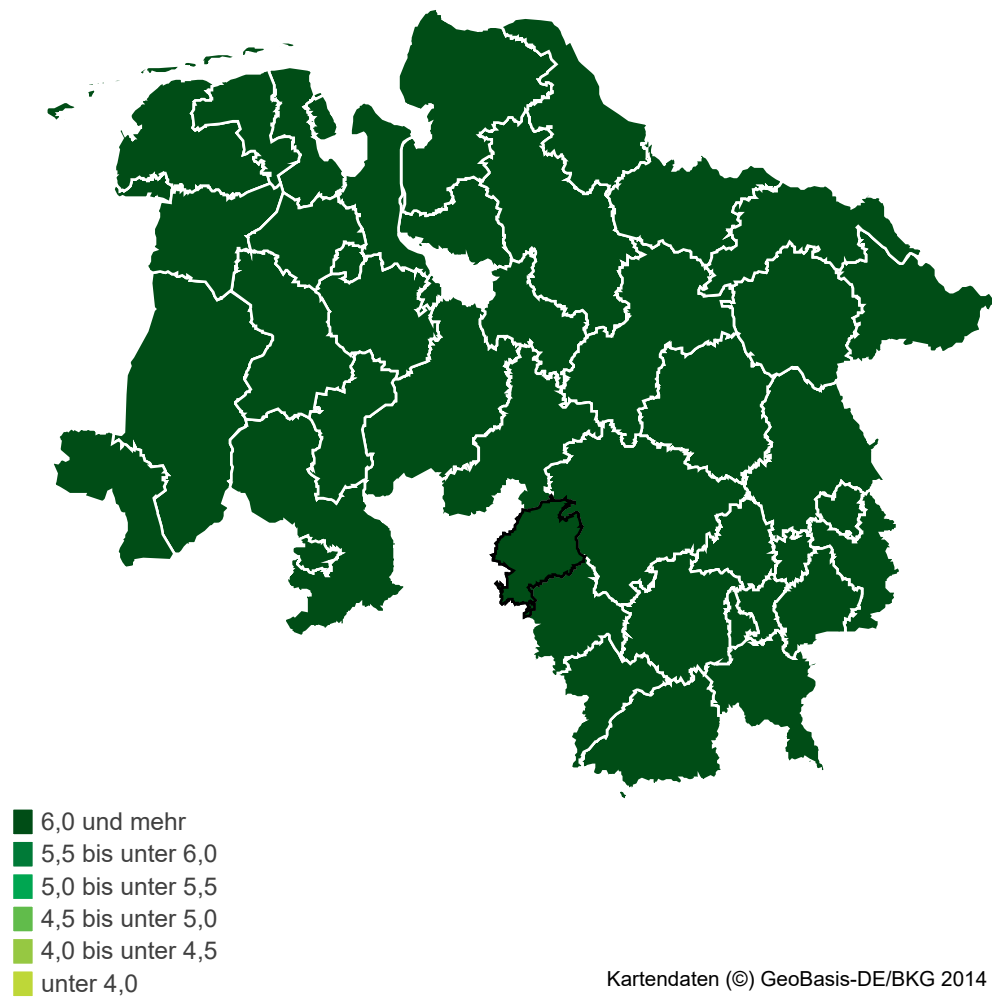 6,0 und mehr
5,5 bis unter 6,0
5,0 bis unter 5,5
4,5 bis unter 5,0
4,0 bis unter 4,5
unter 4,0
Kartendaten (©) GeoBasis-DE/BKG 2014